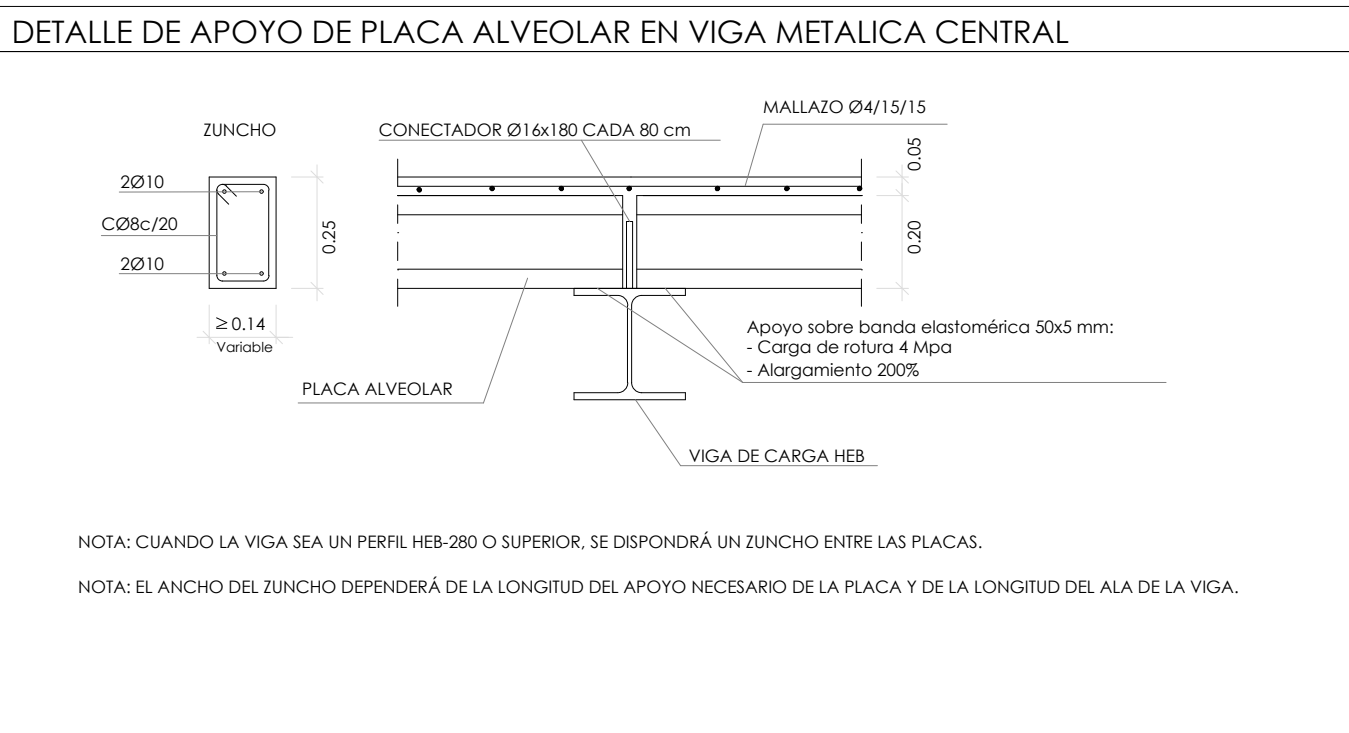 DETALLE DE APOYO DE PLACA ALVEOLAR EN VIGA METALICA CENTRAL
MALLAZO Ø4/15/15
ZUNCHO
CONECTADOR Ø16x180 CADA 80 cm
0.05
2Ø10
CØ8c/20
0.25
0.20
2Ø10
≥ 0.14
Variable
Apoyo sobre banda elastomérica 50x5 mm:
- Carga de rotura 4 Mpa
- Alargamiento 200%
PLACA ALVEOLAR
VIGA DE CARGA HEB
NOTA: CUANDO LA VIGA SEA UN PERFIL HEB-280 O SUPERIOR, SE DISPONDRÁ UN ZUNCHO ENTRE LAS PLACAS.
NOTA: EL ANCHO DEL ZUNCHO DEPENDERÁ DE LA LONGITUD DEL APOYO NECESARIO DE LA PLACA Y DE LA LONGITUD DEL ALA DE LA VIGA.